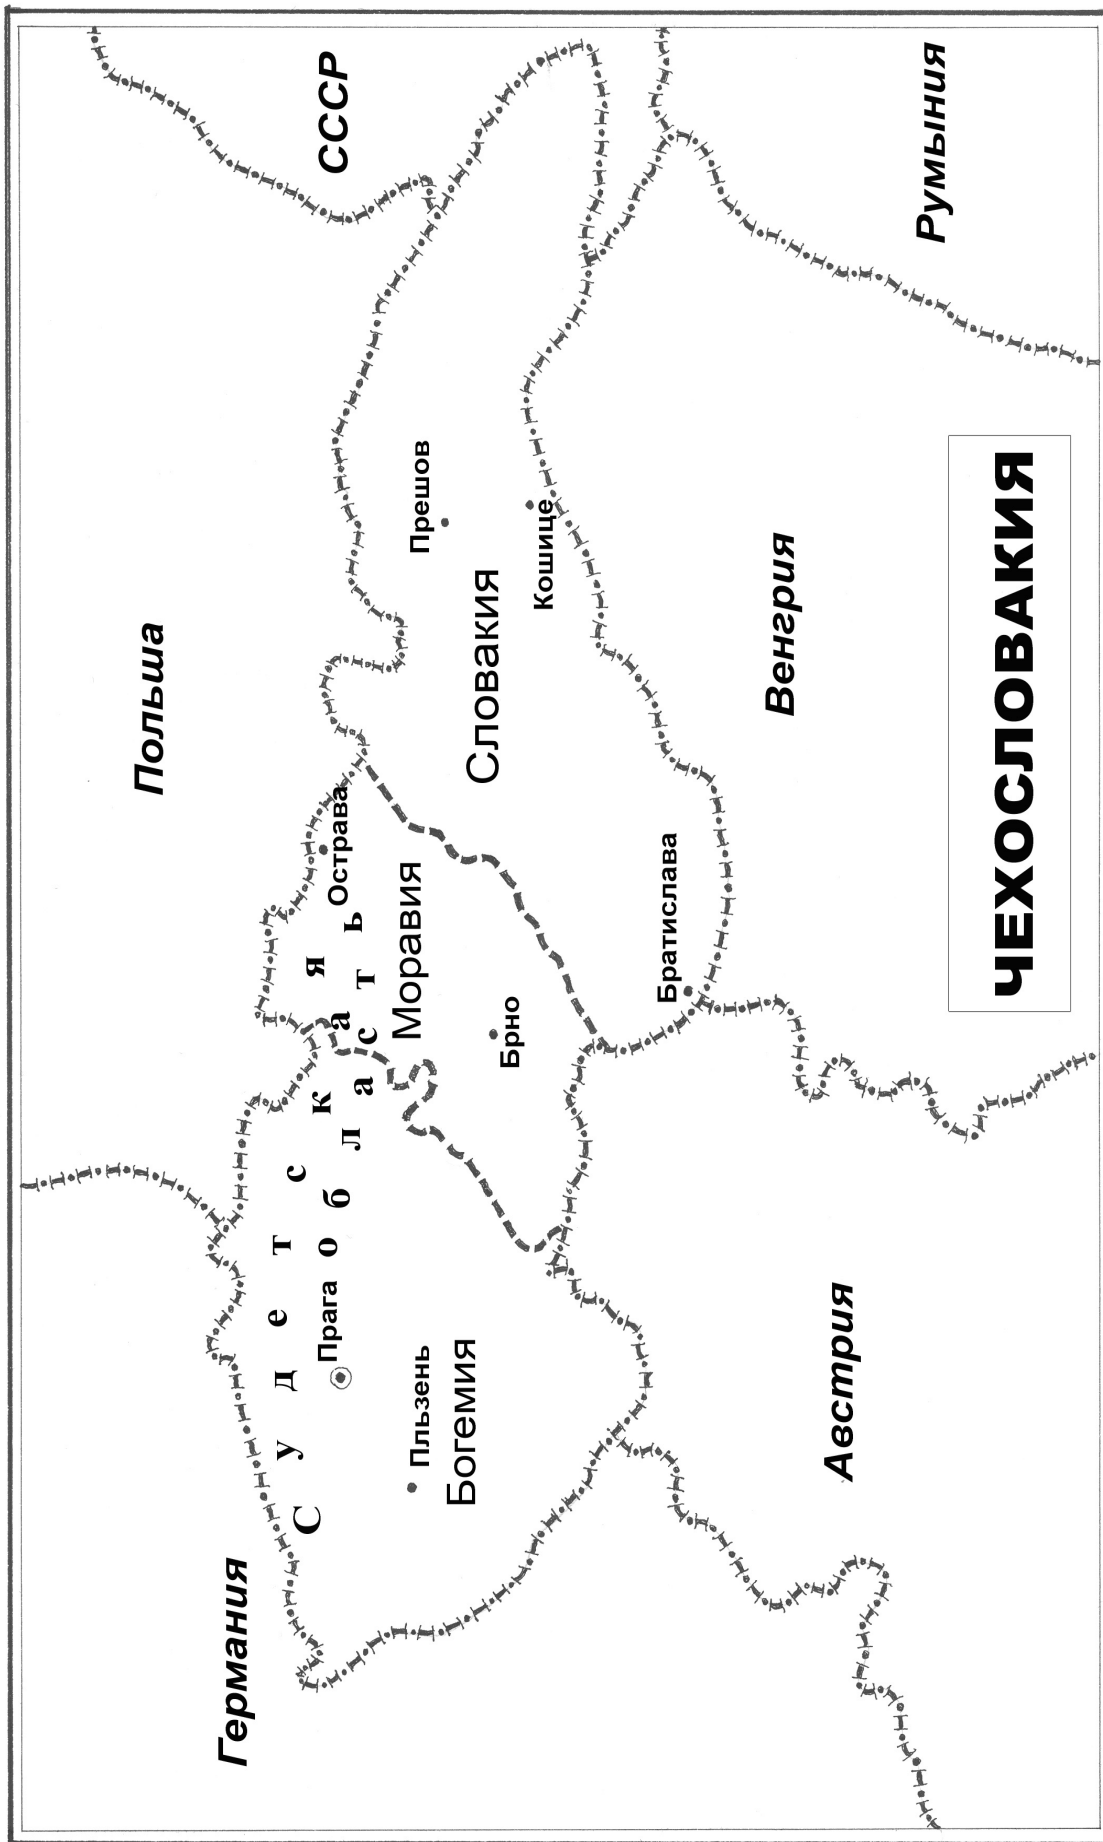 Польша
СССР
Германия
Судетская
область
Прага
Острава
Прешов
Пльзень
Моравия
Богемия
Словакия
Брно
Кошице
Братислава
Венгрия
Австрия
Румыния
ЧЕХОСЛОВАКИЯ